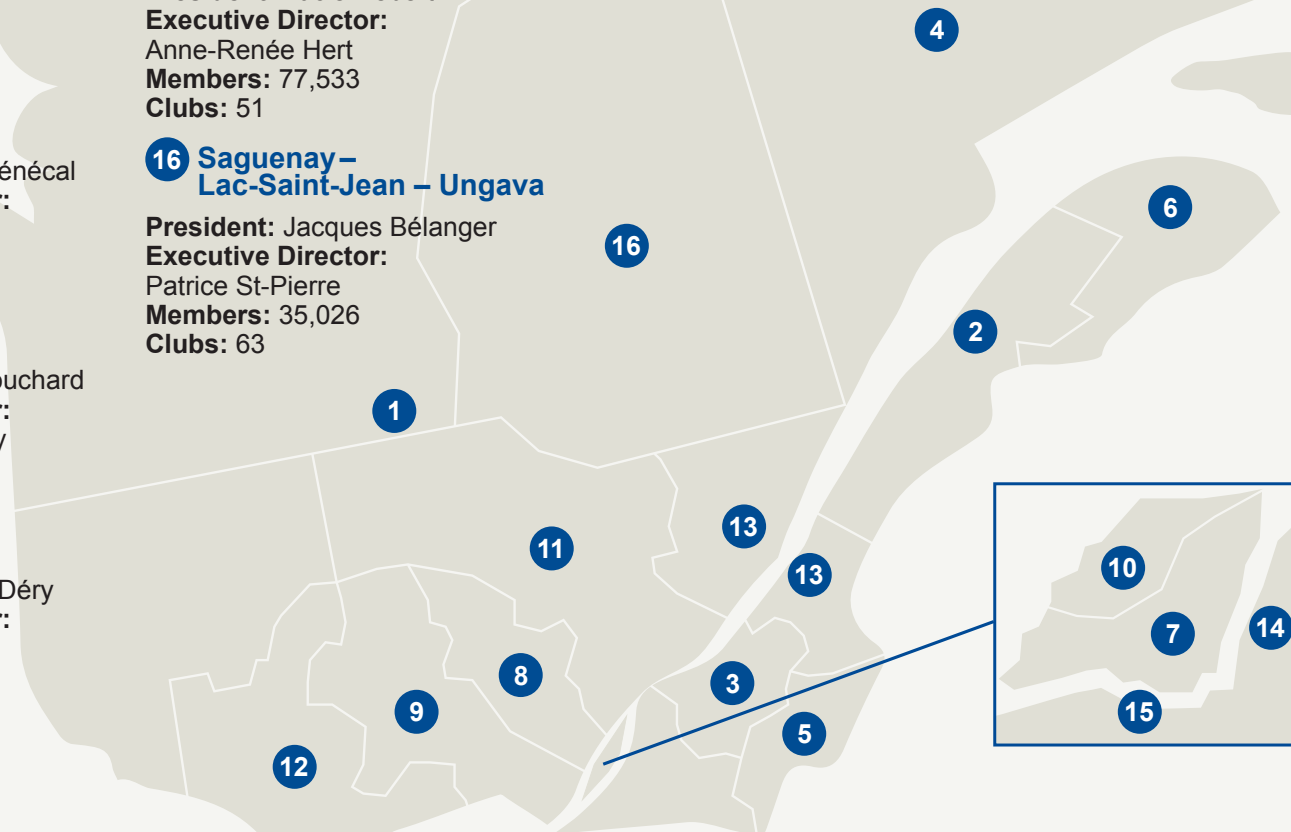 Executive Director:
Anne-Renée Hert
Members: 77,533
Clubs: 51
16 Saguenay –
Lac-Saint-Jean – Ungava
President: Jacques Bélanger
Executive Director:
Patrice St-Pierre
Members: 35,026
Clubs: 63
4
6
16
2
1
13
11
13
10
7
14
8
3
9
15
5
12